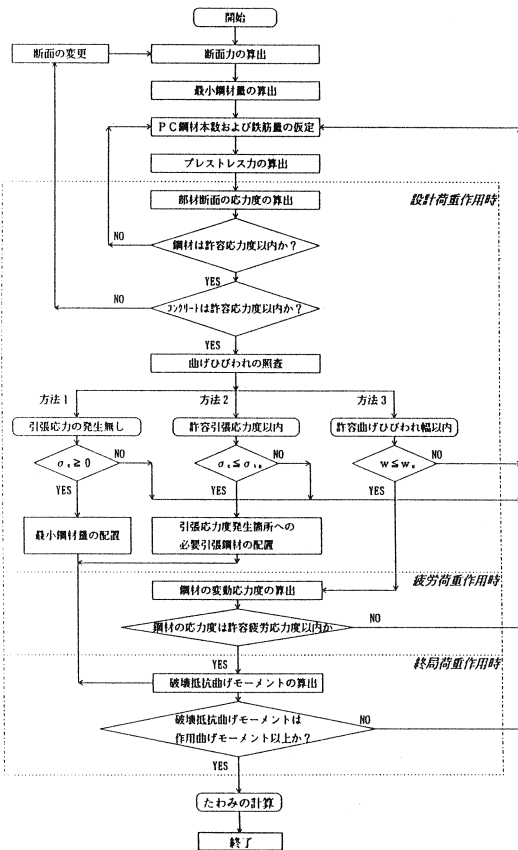 開始
断面の変更
断面力の算出
最小鋼材量の算出
PC鋼材本数および鉄筋量の仮定
プレストレス力の算出
部材断面の応力度の算出
設計荷重作用時
NO
鋼材は許容応力度以内か？
YES
NO
コンクリートは許容応力度以内か？
YES
曲げひびわれの照査
方法1
方法2
方法3
引張応力の発生無し
許容引張応力度以内
許容曲げひびわれ幅以内
NO
NO
NO
σc≥0
w≤wa
YES
YES
YES
最小鋼材量の配置
引張応力度発生箇所への
必要引張鋼材の配置
疲労荷重作用時
鋼材の変動応力度の算出
NO
鋼材の応力度は許容疲労応力度以内か
YES
終局荷重作用時
破壊抵抗曲げモーメントの算出
破壊抵抗曲げモーメントは
作用曲げモーメント以上か？
NO
YES
たわみの計算
終了